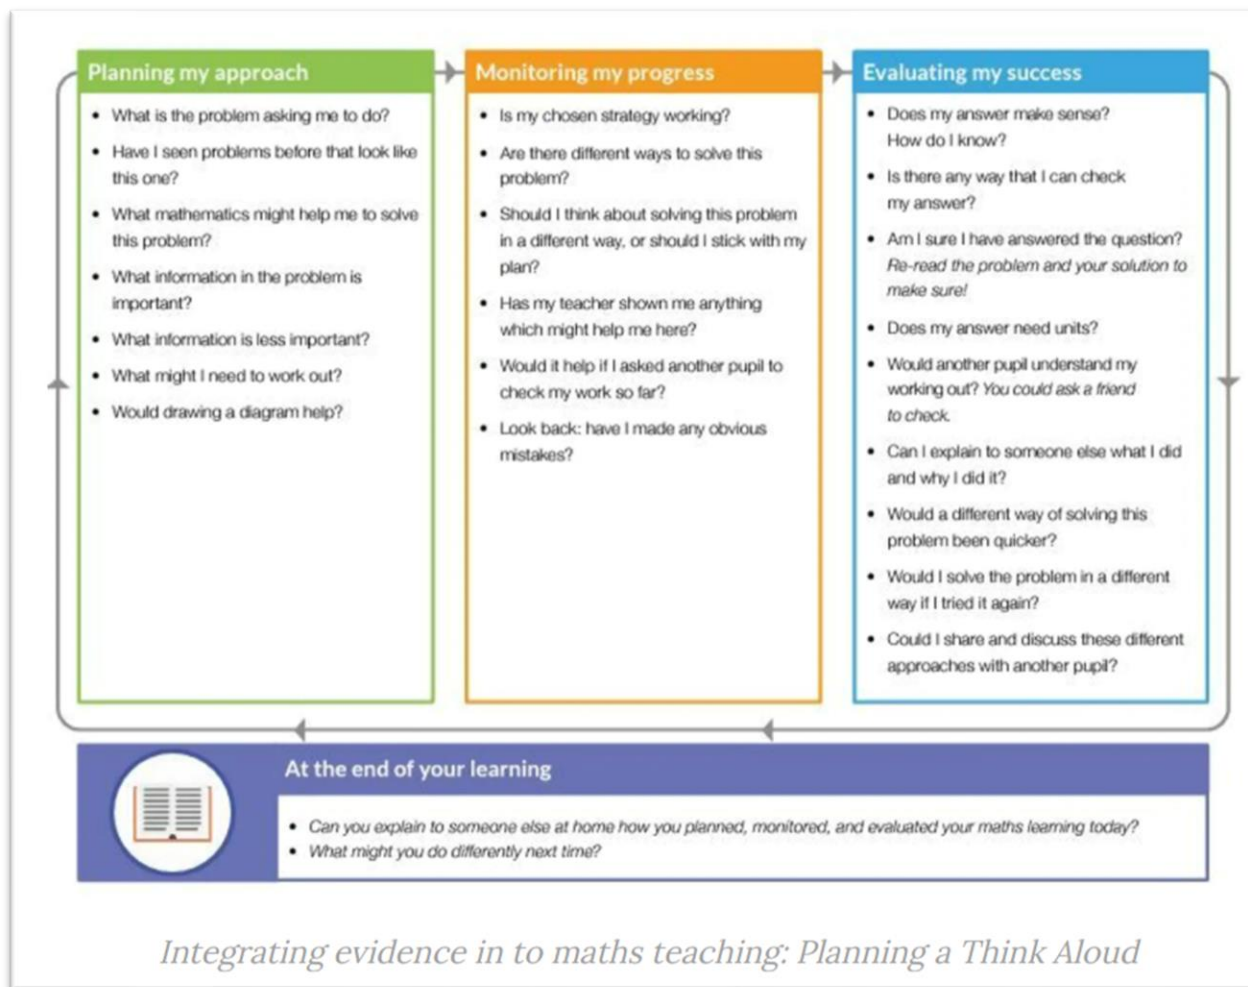 Planning my approach
• What is the problem asking me to do?
• Have I seen problems before that look like
this one?
• What mathematics might help me to solve
this problem?
• What information in the problem is
important?
• What information is less important?
• What might I need to work out?
• Would drawing a diagram help?
Monitoring my progress
• Is my chosen strategy working?
• Are there different ways to solve this
problem?
• Should I think about solving this problem
in a different way, or should I stick with my
plan?
• Has my teacher shown me anything
which might help me here?
• Would it help if I asked another pupil to
check my work so far?
• Look back: have I made any obvious
mistakes?
Evaluating my success
• Does my answer make sense?
How do I know?
• Is there any way that I can check
my answer?
• Am I sure I have answered the question?
Re-read the problem and your solution to
make sure!
• Does my answer need units?
• Would another pupil understand my
working out? You could ask a friend
to check.
• Can I explain to someone else what I did
and why I did it?
• Would a different way of solving this
problem been quicker?
• Would I solve the problem in a different
way if I tried it again?
• Could I share and discuss these different
approaches with another pupil?
At the end of your learning
• Can you explain to someone else at home how you planned, monitored, and evaluated your maths learning today?
• What might you do differently next time?
Integrating evidence in to maths teaching: Planning a Think Aloud